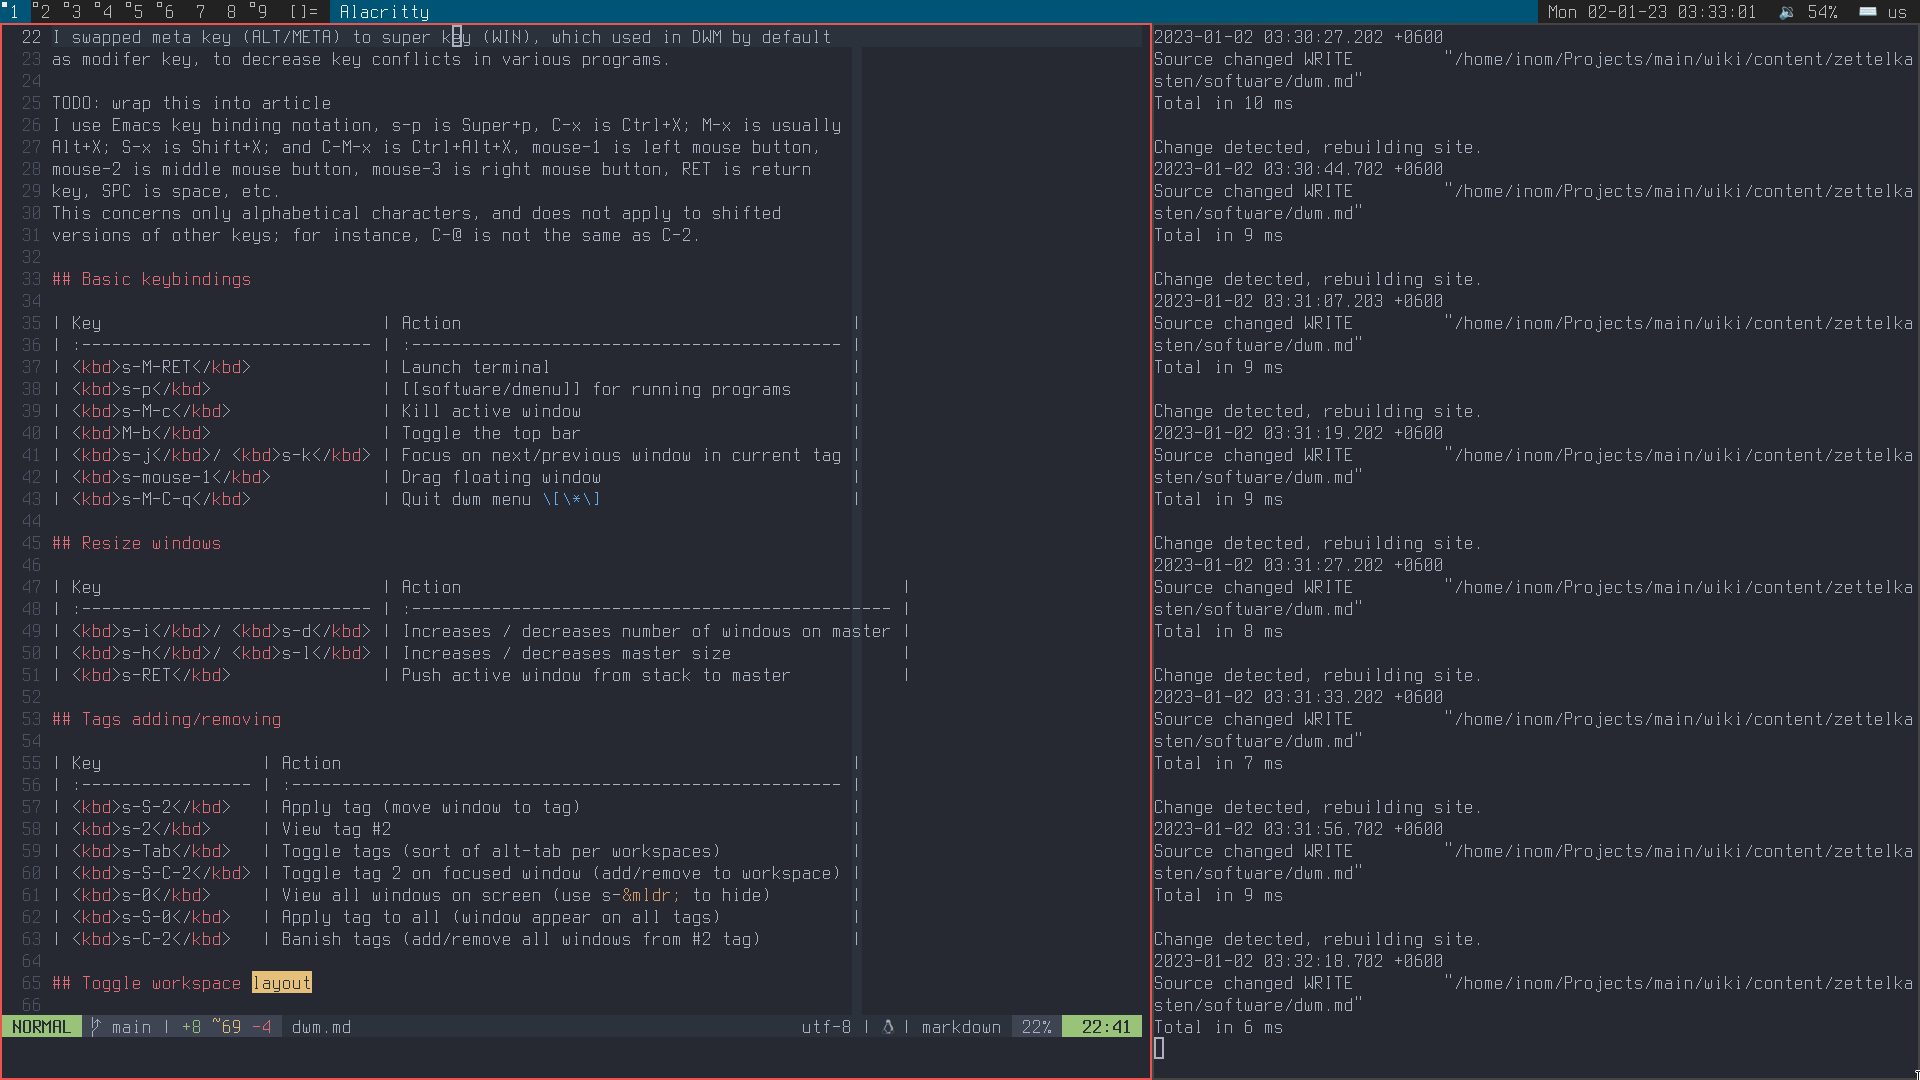 1 2 3 4 5 6 7 8 9 []= Alacritty Mon 02-01-23 03:33:01 54% us
22 I swapped meta key (ALT/META) to super key (WIN), which used in DWM by default
23 as modifer key, to decrease key conflicts in various programs.
24
25 TODO: wrap this into article
26 I use Emacs key binding notation, s-p is Super+p, C-x is Ctrl+X; M-x is usually
27 Alt+X; S-x is Shift+X; and C-M-x is Ctrl+Alt+X, mouse-1 is left mouse button,
28 mouse-2 is middle mouse button, mouse-3 is right mouse button, RET is return
29 key, SPC is space, etc.
30 This concerns only alphabetical characters, and does not apply to shifted
31 versions of other keys; for instance, C-@ is not the same as C-2.
32
33 ## Basic keybindings
34
35 | Key | Action |
36 | :----------------------------- | :------------------------------------------- |
37 | <kbd>s-M-RET</kbd> | Launch terminal |
38 | <kbd>s-p</kbd> | [[software/dmenu]] for running programs |
39 | <kbd>s-M-c</kbd> | Kill active window |
40 | <kbd>M-b</kbd> | Toggle the top bar |
41 | <kbd>s-j</kbd>/ <kbd>s-k</kbd> | Focus on next/previous window in current tag |
42 | <kbd>s-mouse-1</kbd> | Drag floating window |
43 | <kbd>s-M-C-q</kbd> | Quit dwm menu \[\*\] |
44
45 ## Resize windows
46
47 | Key | Action |
48 | :----------------------------- | :------------------------------------------------ |
49 | <kbd>s-i</kbd>/ <kbd>s-d</kbd> | Increases / decreases number of windows on master |
50 | <kbd>s-h</kbd>/ <kbd>s-l</kbd> | Increases / decreases master size |
51 | <kbd>s-RET</kbd> | Push active window from stack to master |
52
53 ## Tags adding/removing
54
55 | Key | Action |
56 | :----------------- | :------------------------------------------------------- |
57 | <kbd>s-S-2</kbd> | Apply tag (move window to tag) |
58 | <kbd>s-2</kbd> | View tag #2 |
59 | <kbd>s-Tab</kbd> | Toggle tags (sort of alt-tab per workspaces) |
60 | <kbd>s-S-C-2</kbd> | Toggle tag 2 on focused window (add/remove to workspace) |
61 | <kbd>s-0</kbd> | View all windows on screen (use s-&mldr; to hide) |
62 | <kbd>s-S-0</kbd> | Apply tag to all (window appear on all tags) |
63 | <kbd>s-C-2</kbd> | Banish tags (add/remove all windows from #2 tag) |
64
65 ## Toggle workspace layout
66
NORMAL main | +8 ~69 -4 dwm.md utf-8 | | markdown 22% 22:41
2023-01-02 03:30:27.202 +0600
Source changed WRITE "/home/inom/Projects/main/wiki/content/zettelka
sten/software/dwm.md"
Total in 10 ms
Change detected, rebuilding site.
2023-01-02 03:30:44.702 +0600
Source changed WRITE "/home/inom/Projects/main/wiki/content/zettelka
sten/software/dwm.md"
Total in 9 ms
Change detected, rebuilding site.
2023-01-02 03:31:07.203 +0600
Source changed WRITE "/home/inom/Projects/main/wiki/content/zettelka
sten/software/dwm.md"
Total in 9 ms
Change detected, rebuilding site.
2023-01-02 03:31:19.202 +0600
Source changed WRITE "/home/inom/Projects/main/wiki/content/zettelka
sten/software/dwm.md"
Total in 9 ms
Change detected, rebuilding site.
2023-01-02 03:31:27.202 +0600
Source changed WRITE "/home/inom/Projects/main/wiki/content/zettelka
sten/software/dwm.md"
Total in 8 ms
Change detected, rebuilding site.
2023-01-02 03:31:33.202 +0600
Source changed WRITE "/home/inom/Projects/main/wiki/content/zettelka
sten/software/dwm.md"
Total in 7 ms
Change detected, rebuilding site.
2023-01-02 03:31:56.702 +0600
Source changed WRITE "/home/inom/Projects/main/wiki/content/zettelka
sten/software/dwm.md"
Total in 9 ms
Change detected, rebuilding site.
2023-01-02 03:32:18.702 +0600
Source changed WRITE "/home/inom/Projects/main/wiki/content/zettelka
sten/software/dwm.md"
Total in 6 ms